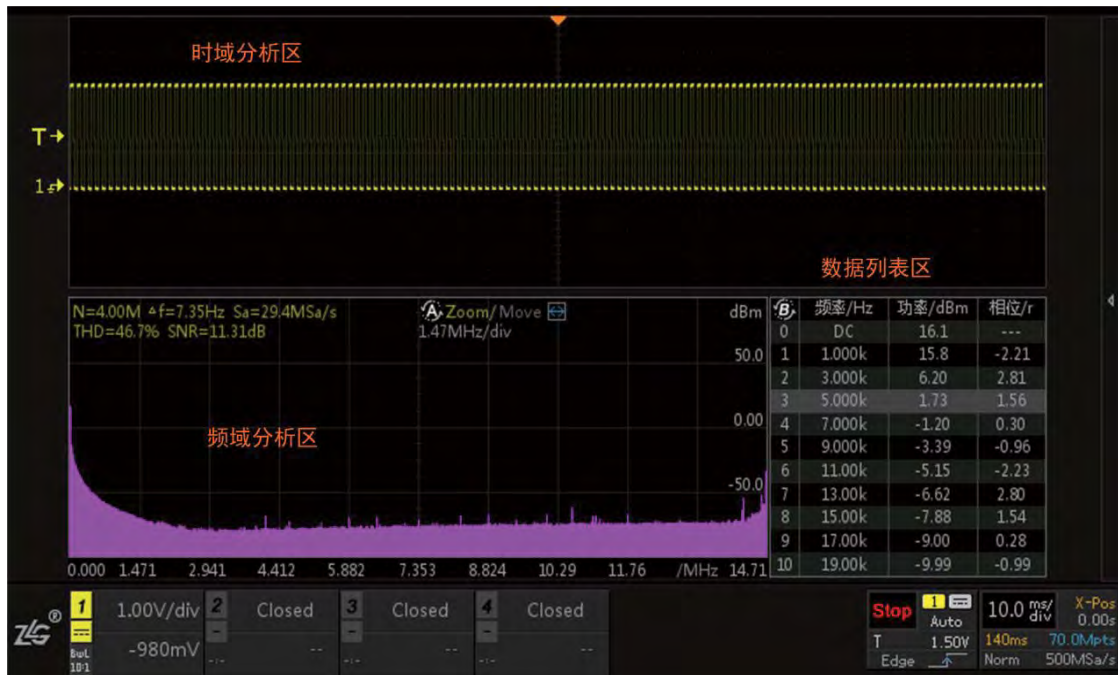 时域分析区
T
1
数据列表区
N=4.00M ▵f=7.35Hz Sa=29.4MSa/s
THD=46.7% SNR=11.31dB
A Zoom/Move
1.47MHz/div
dBm
50.0
0.00
-50.0
频域分析区
0.000 1.471 2.941 4.412 5.882 7.353 8.824 10.29 11.76 /MHz 14.71
B 频率/Hz 功率/dBm 相位/r
0 DC 16.1 ---
1 1.000k 15.8 -2.21
2 3.000k 6.20 2.81
3 5.000k 1.73 1.56
4 7.000k -1.20 0.30
5 9.000k -3.39 -0.96
6 11.00k -5.15 -2.23
7 13.00k -6.62 2.80
8 15.00k -7.88 1.54
9 17.00k -9.00 0.28
10 19.00k -9.99 -0.99
ZLG®
1 1.00V/div
-980mV
BwL
10:1
2 Closed
-- 
-:-
3 Closed
--
-:-
4 Closed
--
-:-
Stop 1 Auto
T 1.50V
Edge
10.0 ms/div
X-Pos
0.00s
140ms 70.0Mpts
Norm 500MSa/s